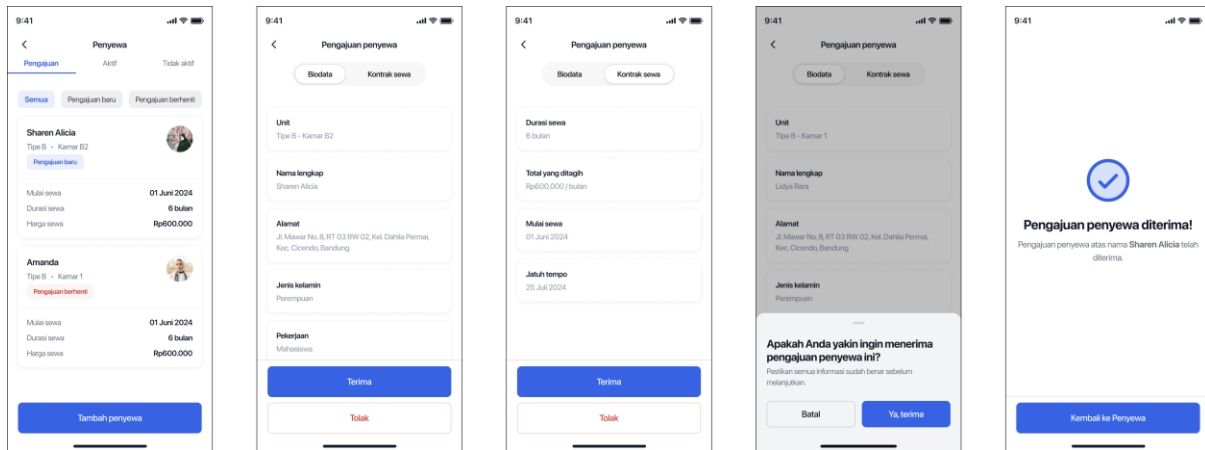 9:41
Penyewa
Pengajuan
Aktif
Tidak aktif
Semua
Pengajuan baru
Pengajuan berhenti
Sharen Alicia
Tipe B • Kamar B2
Pengajuan baru
Mulai sewa 01 Juni 2024
Durasi sewa 6 bulan
Harga sewa Rp600.000
Amanda
Tipe B • Kamar 1
Pengajuan berhenti
Mulai sewa 01 Juni 2024
Durasi sewa 6 bulan
Harga sewa Rp600.000
Tambah penyewa
9:41
Pengajuan penyewa
Biodata
Kontrak sewa
Unit
Tipe B - Kamar B2
Nama lengkap
Sharen Alicia
Alamat
Jl. Mawar No. 8, RT 03 RW 02, Kel. Dahlia Permai,
Kec. Cicendo, Bandung
Jenis kelamin
Perempuan
Pekerjaan
Mahasiswa
Terima
Tolak
9:41
Pengajuan penyewa
Biodata
Kontrak sewa
Durasi sewa
6 bulan
Total yang ditagih
Rp600.000 / bulan
Mulai sewa
01 Juni 2024
Jatuh tempo
25 Juli 2024
Terima
Tolak
9:41
Pengajuan penyewa
Biodata
Kontrak sewa
Unit
Tipe B - Kamar 1
Nama lengkap
Lidya Rara
Alamat
Jl. Mawar No. 8, RT 03 RW 02, Kel. Dahlia Permai,
Kec. Cicendo, Bandung
Jenis kelamin
Perempuan
Apakah Anda yakin ingin menerima
pengajuan penyewa ini?
Pastikan semua informasi sudah benar sebelum
melanjutkan.
Batal
Ya, terima
9:41
Pengajuan penyewa diterima!
Pengajuan penyewa atas nama Sharen Alicia telah
diterima.
Kembali ke Penyewa